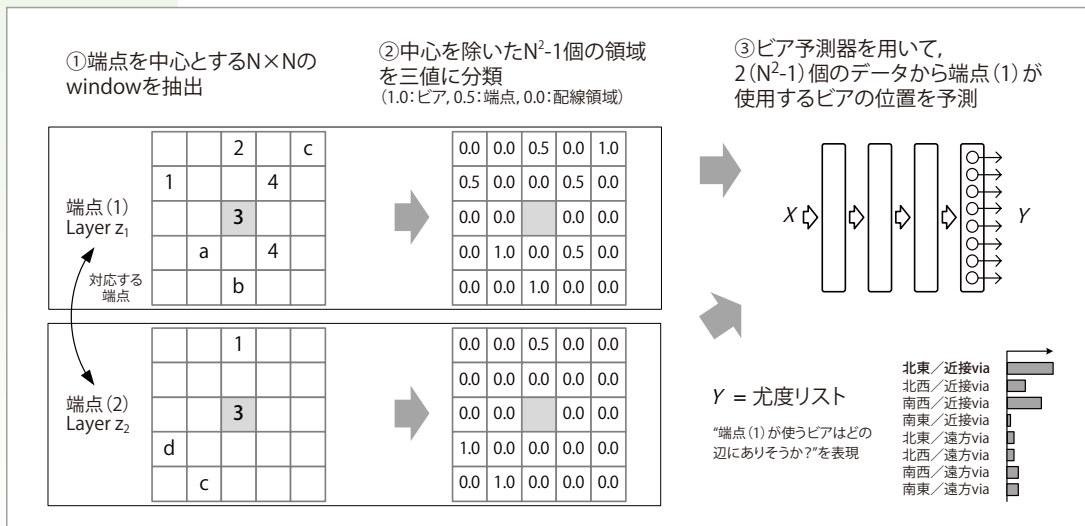 ①端点を中心とするN×Nの
windowを抽出
②中心を除いたN²-1個の領域
を三値に分類
(1.0：ビア, 0.5：端点, 0.0：配線領域)
③ビア予測器を用いて,
2(N²-1)個のデータから端点(1)が
使用するビアの位置を予測
端点(1)
Layer z₁
対応する
端点
端点(2)
Layer z₂
2 c
1 4
3
a 4
b
0.0 0.0 0.5 0.0 1.0
0.5 0.0 0.0 0.5 0.0
0.0 0.0 0.0 0.0
0.0 1.0 0.0 0.5 0.0
0.0 0.0 1.0 0.0 0.0
1
3
d
c
0.0 0.0 0.5 0.0 0.0
0.0 0.0 0.0 0.0 0.0
0.0 0.0 0.0 0.0
1.0 0.0 0.0 0.0 0.0
0.0 1.0 0.0 0.0 0.0
X Y
Y = 尤度リスト
“端点(1)が使うビアはどの
辺にありそうか？”を表現
北東／近接via
北西／近接via
南西／近接via
南東／近接via
北東／遠方via
北西／遠方via
南西／遠方via
南東／遠方via